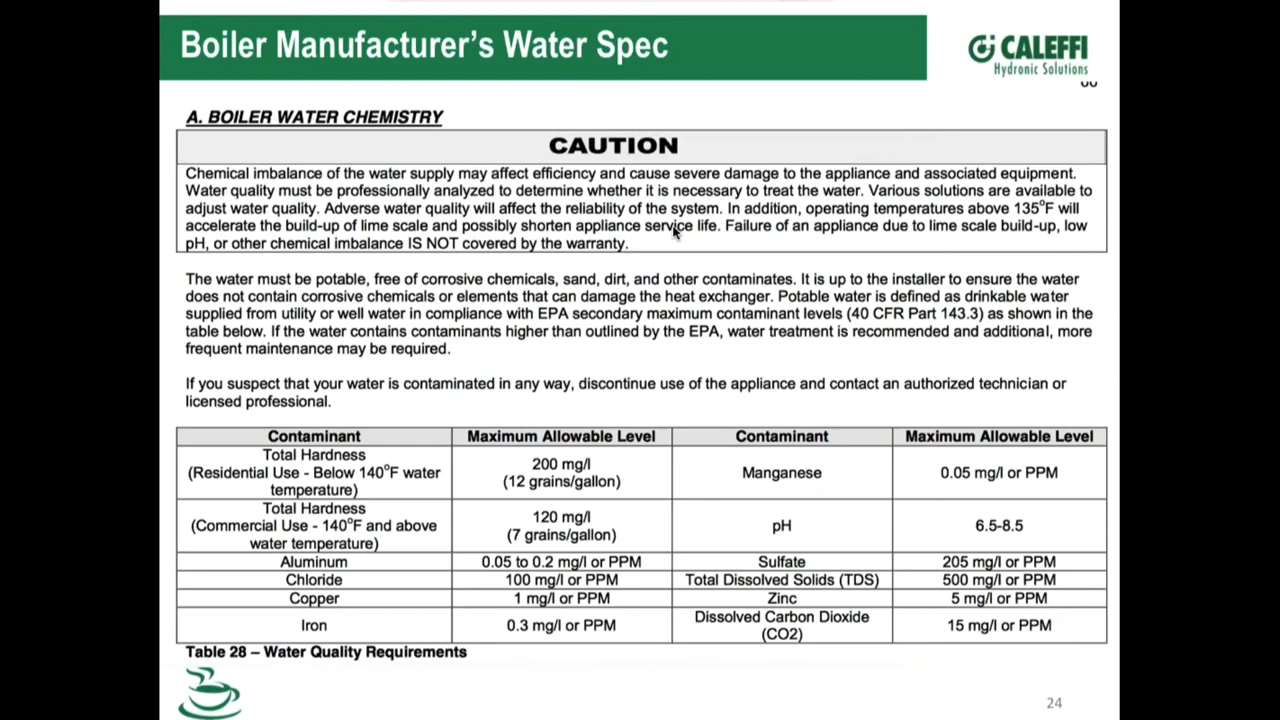 Boiler Manufacturer's Water Spec
CALEFFI
Hydronic Solutions
A. BOILER WATER CHEMISTRY
CAUTION
Chemical imbalance of the water supply may affect efficiency and cause severe damage to the appliance and associated equipment.
Water quality must be professionally analyzed to determine whether it is necessary to treat the water. Various solutions are available to
adjust water quality. Adverse water quality will affect the reliability of the system. In addition, operating temperatures above 135°F will
accelerate the build-up of lime scale and possibly shorten appliance service life. Failure of an appliance due to lime scale build-up, low
pH, or other chemical imbalance IS NOT covered by the warranty.
The water must be potable, free of corrosive chemicals, sand, dirt, and other contaminates. It is up to the installer to ensure the water
does not contain corrosive chemicals or elements that can damage the heat exchanger. Potable water is defined as drinkable water
supplied from utility or well water in compliance with EPA secondary maximum contaminant levels (40 CFR Part 143.3) as shown in the
table below. If the water contains contaminants higher than outlined by the EPA, water treatment is recommended and additional, more
frequent maintenance may be required.
If you suspect that your water is contaminated in any way, discontinue use of the appliance and contact an authorized technician or
licensed professional.
Contaminant Maximum Allowable Level Contaminant Maximum Allowable Level
Total Hardness
(Residential Use - Below 140°F water
temperature)
200 mg/l
(12 grains/gallon)
Manganese
0.05 mg/l or PPM
Total Hardness
(Commercial Use - 140°F and above
water temperature)
120 mg/l
(7 grains/gallon)
pH
6.5-8.5
Aluminum 0.05 to 0.2 mg/l or PPM Sulfate 205 mg/l or PPM
Chloride 100 mg/l or PPM Total Dissolved Solids (TDS) 500 mg/l or PPM
Copper 1 mg/l or PPM Zinc 5 mg/l or PPM
Iron 0.3 mg/l or PPM
Dissolved Carbon Dioxide
(CO2)
15 mg/l or PPM
Table 28 – Water Quality Requirements
24